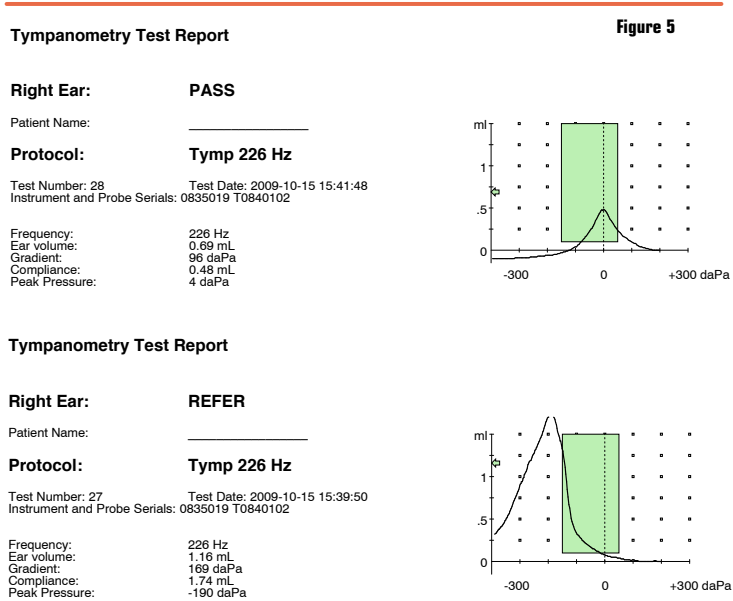 Figure 5
Tympanometry Test Report
Right Ear: PASS
Patient Name: _________________
Protocol: Tymp 226 Hz
Test Number: 28 Test Date: 2009-10-15 15:41:48
Instrument and Probe Serials: 0835019 T0840102
Frequency: 226 Hz
Ear volume: 0.69 mL
Gradient: 96 daPa
Compliance: 0.48 mL
Peak Pressure: 4 daPa
ml
1
.5
0
-300 0 +300 daPa
Tympanometry Test Report
Right Ear: REFER
Patient Name: _________________
Protocol: Tymp 226 Hz
Test Number: 27 Test Date: 2009-10-15 15:39:50
Instrument and Probe Serials: 0835019 T0840102
Frequency: 226 Hz
Ear volume: 1.16 mL
Gradient: 169 daPa
Compliance: 1.74 mL
Peak Pressure: -190 daPa
ml
1
.5
0
-300 0 +300 daPa